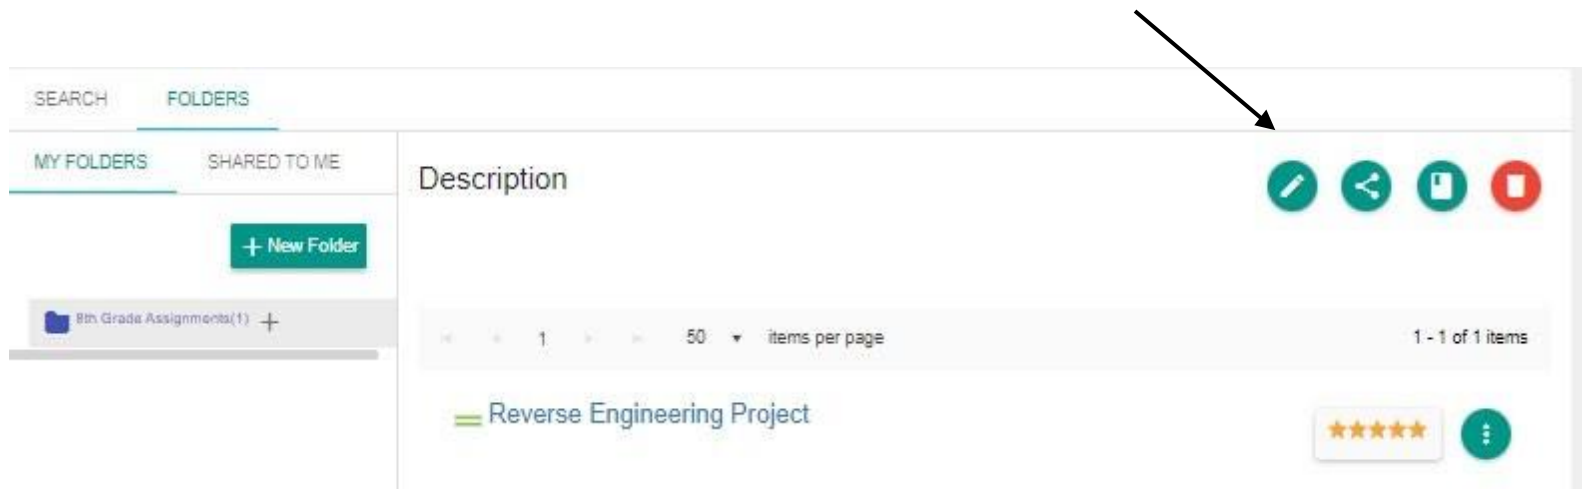 SEARCH FOLDERS
MY FOLDERS SHARED TO ME
Description
+ New Folder
8th Grade Assignments(1) +
1 50 items per page 1 - 1 of 1 items
Reverse Engineering Project